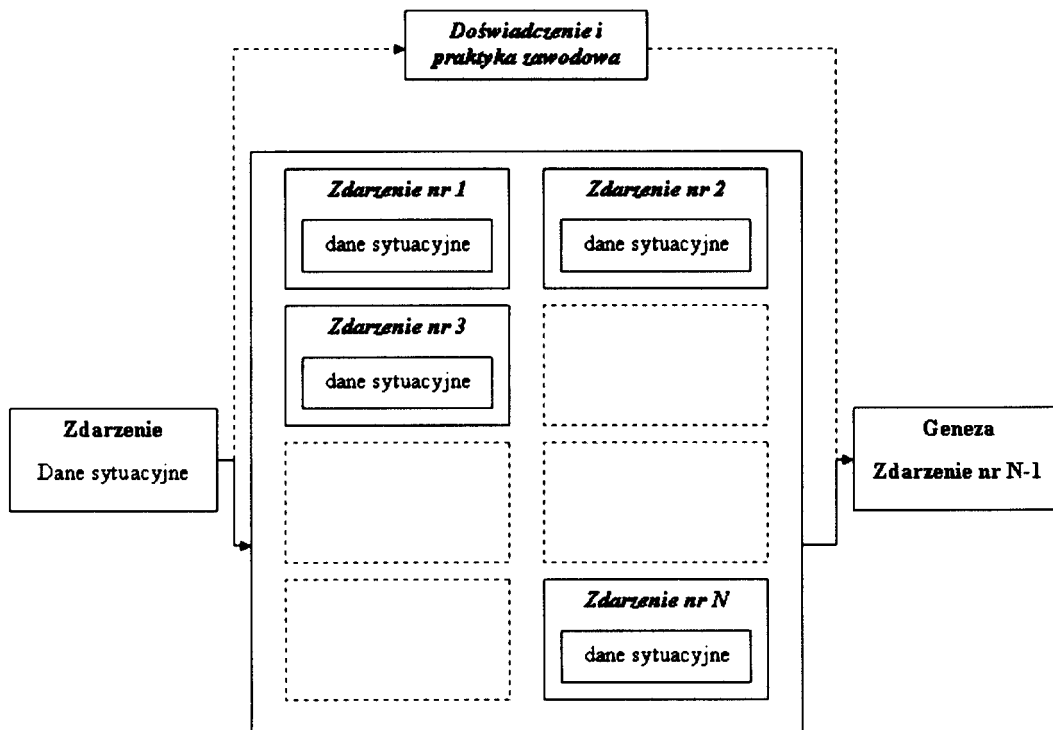 Doświadczenie i
praktyka zawodowa
Zdarzenie nr 1
dane sytuacyjne
Zdarzenie nr 2
dane sytuacyjne
Zdarzenie nr 3
dane sytuacyjne
Zdarzenie
Dane sytuacyjne
Geneza
Zdarzenie nr N-1
Zdarzenie nr N
dane sytuacyjne